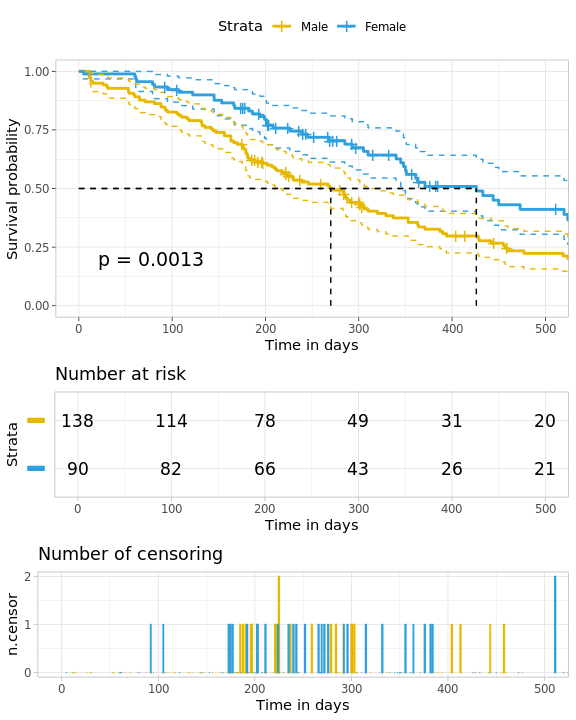 Strata Male Female
1.00
0.75
0.50
0.25
0.00
Survival probability
p = 0.0013
0 100 200 300 400 500
Time in days
Number at risk
Strata
138 114 78 49 31 20
90 82 66 43 26 21
0 100 200 300 400 500
Time in days
Number of censoring
2
1
0
n.censor
0 100 200 300 400 500
Time in days